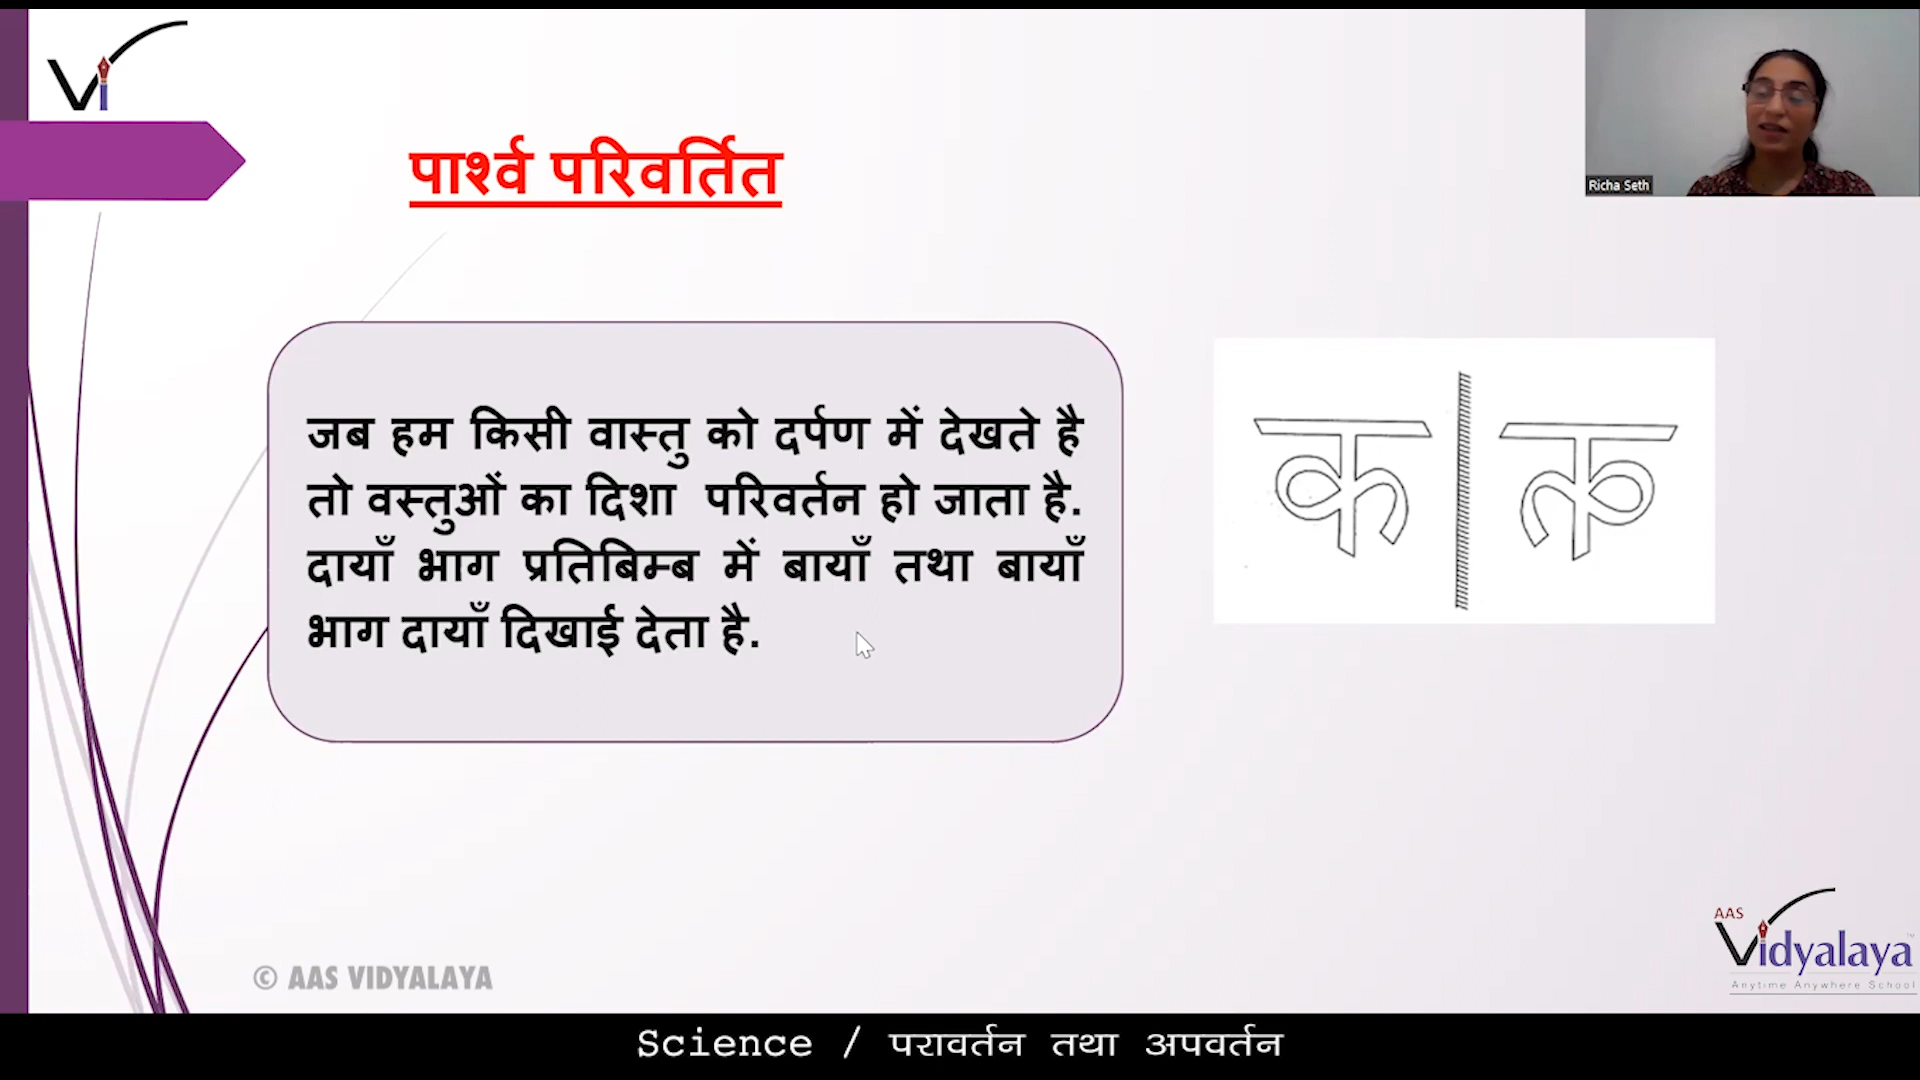 Vi
पार्श्व परिवर्तित
Richa Seth
जब हम किसी वास्तु को दर्पण में देखते है
तो वस्तुओं का दिशा परिवर्तन हो जाता है.
दायाँ भाग प्रतिबिम्ब में बायाँ तथा बायाँ
भाग दायाँ दिखाई देता है.
क
© AAS VIDYALAYA
AAS
Vidyalaya
Anytime Anywhere School
Science / परावर्तन तथा अपवर्तन